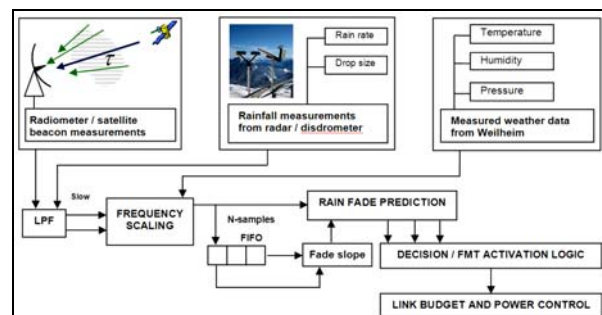 τ
Radiometer / satellite
beacon measurements
Rain rate
Drop size
Rainfall measurements
from radar / disdrometer
Temperature
Humidity
Pressure
Measured weather data
from Weilheim
LPF
Slow
FREQUENCY
SCALING
N-samples
FIFO
RAIN FADE PREDICTION
Fade slope
DECISION / FMT ACTIVATION LOGIC
LINK BUDGET AND POWER CONTROL